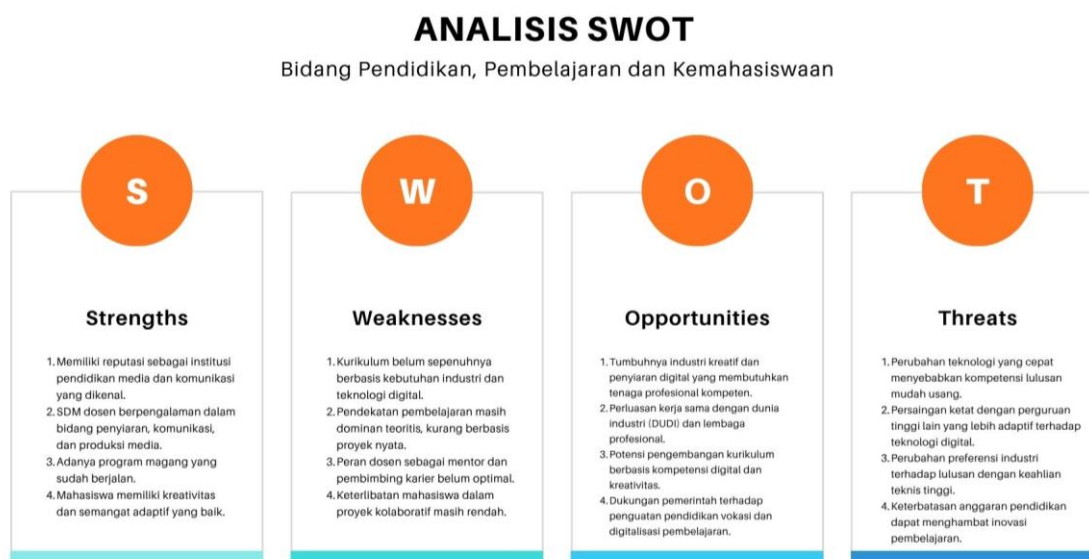 ANALISIS SWOT
Bidang Pendidikan, Pembelajaran dan Kemahasiswaan
S
Strengths
1. Memiliki reputasi sebagai institusi
pendidikan media dan komunikasi
yang dikenal.
2. SDM dosen berpengalaman dalam
bidang penyiaran, komunikasi,
dan produksi media.
3. Adanya program magang yang
sudah berjalan.
4. Mahasiswa memiliki kreativitas
dan semangat adaptif yang baik.
W
Weaknesses
1. Kurikulum belum sepenuhnya
berbasis kebutuhan industri dan
teknologi digital.
2. Pendekatan pembelajaran masih
dominan teoritis, kurang berbasis
proyek nyata.
3. Peran dosen sebagai mentor dan
pembimbing karier belum optimal.
4. Keterlibatan mahasiswa dalam
proyek kolaboratif masih rendah.
O
Opportunities
1. Tumbuhnya industri kreatif dan
penyiaran digital yang membutuhkan
tenaga profesional kompeten.
2. Perluasan kerja sama dengan dunia
industri (DUDI) dan lembaga
profesional.
3. Potensi pengembangan kurikulum
berbasis kompetensi digital dan
kreativitas.
4. Dukungan pemerintah terhadap
penguatan pendidikan vokasi dan
digitalisasi pembelajaran.
T
Threats
1. Perubahan teknologi yang cepat
menyebabkan kompetensi lulusan
mudah usang.
2. Persaingan ketat dengan perguruan
tinggi lain yang lebih adaptif terhadap
teknologi digital.
3. Perubahan preferensi industri
terhadap lulusan dengan keahlian
teknis tinggi.
4. Keterbatasan anggaran pendidikan
dapat menghambat inovasi
pembelajaran.